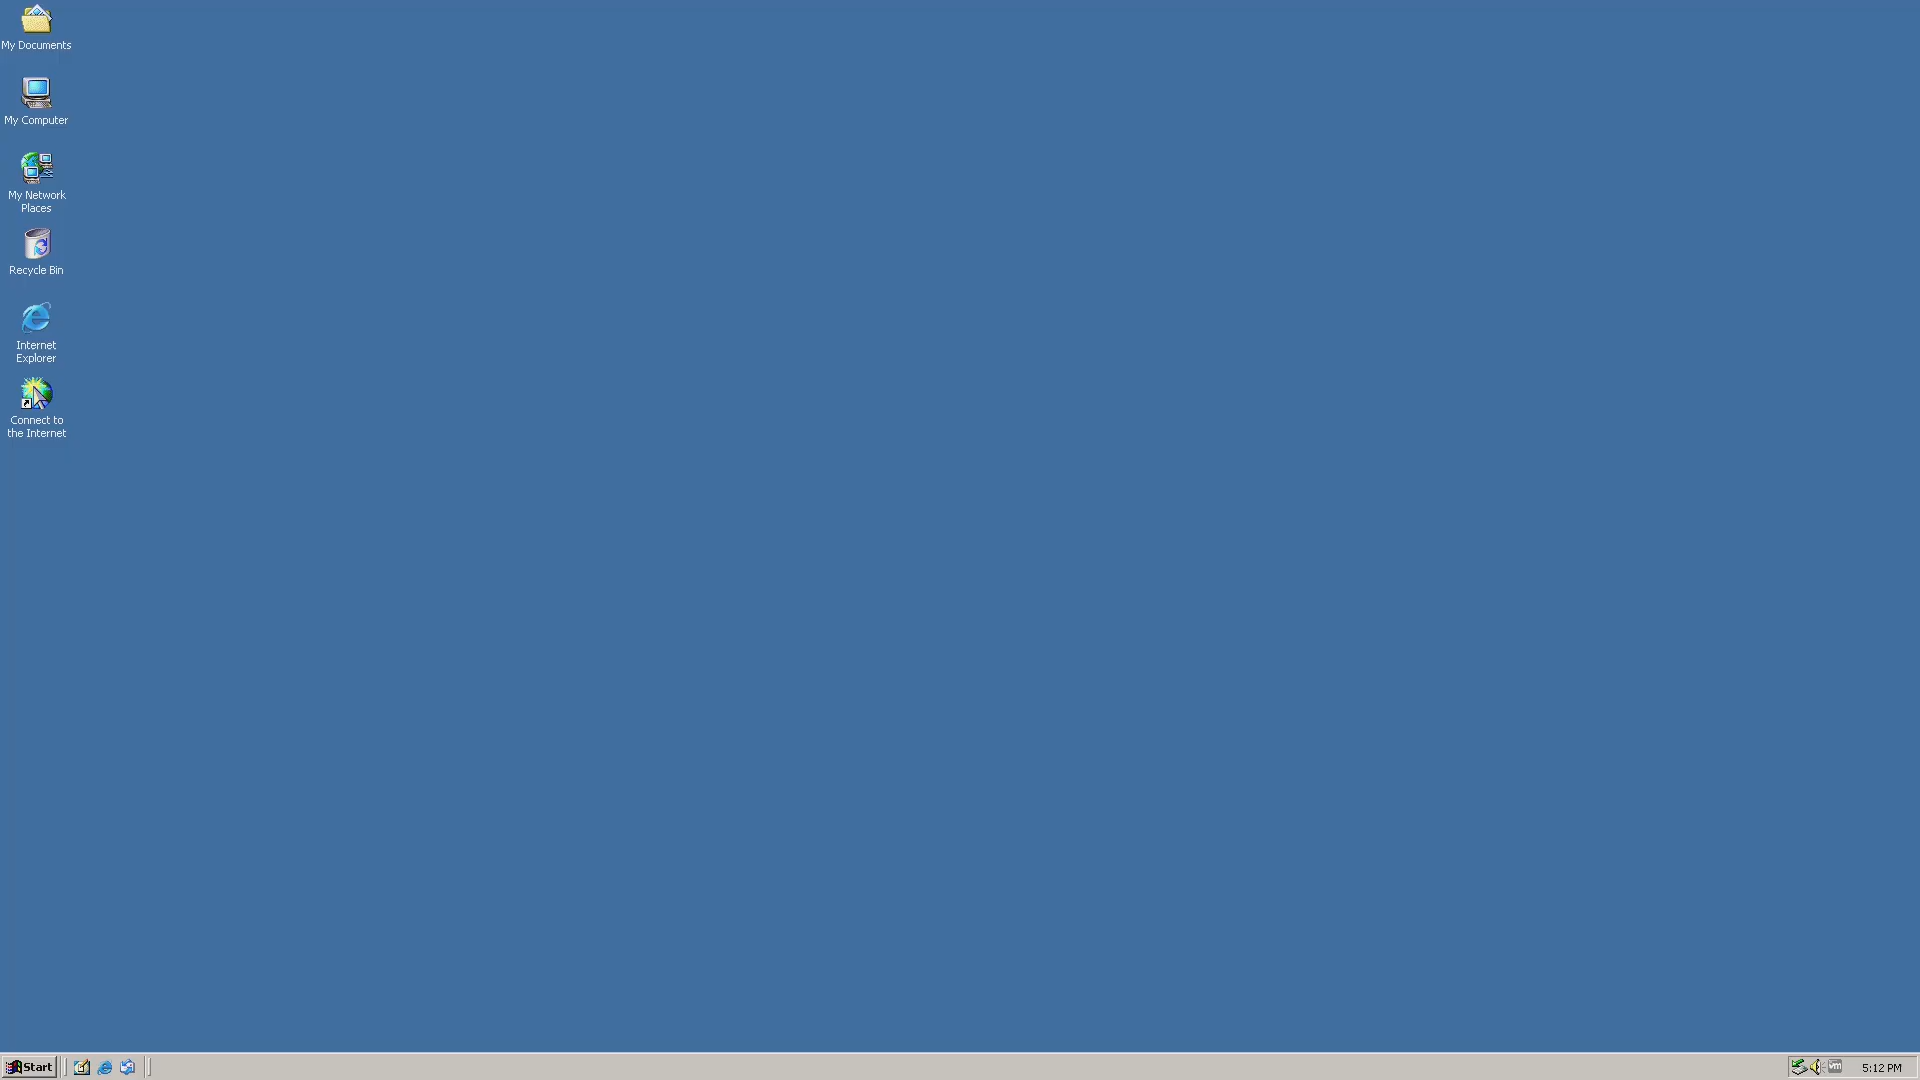 My Documents
My Computer
My Network
Places
Recycle Bin
Internet
Explorer
Connect to
the Internet
Start
vm
5:12 PM